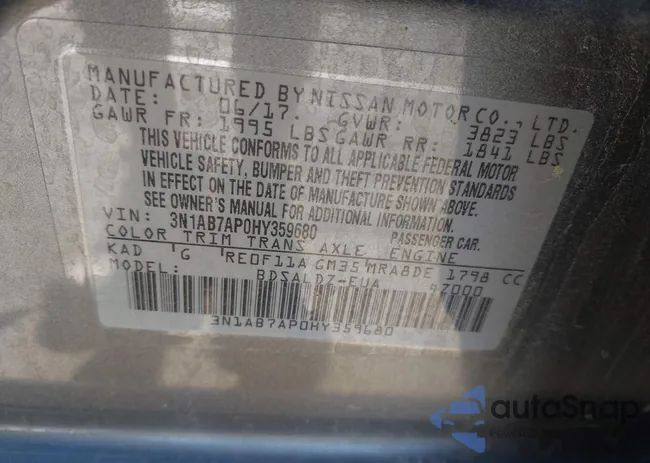 MANUFACTURED BY NISSAN MOTOR CO., LTD.
DATE: 06/17. GVWR: 3823 LBS
GAWR FR: 1995 LBS GAWR RR: 1841 LBS
THIS VEHICLE CONFORMS TO ALL APPLICABLE FEDERAL MOTOR
VEHICLE SAFETY, BUMPER AND THEFT PREVENTION STANDARDS
IN EFFECT ON THE DATE OF MANUFACTURE SHOWN ABOVE.
SEE OWNER'S MANUAL FOR ADDITIONAL INFORMATION.
VIN: 3N1AB7AP0HY359680 PASSENGER CAR.
COLOR TRIM TRANS AXLE ENGINE
KAD G RE0F11A GM35 MRA8DE 1798 CC
MODEL: BDSALDZ-EUA 4Z000
3N1AB7AP0HY359680
autoSnap